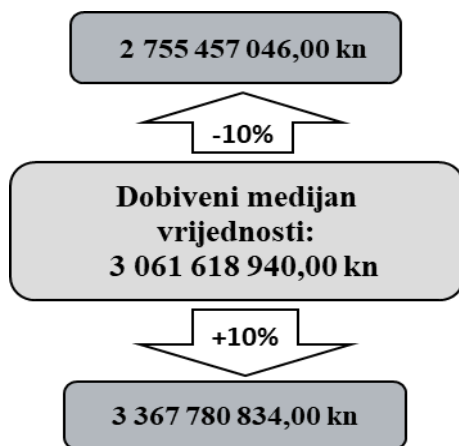 2 755 457 046,00 kn
-10%
Dobiveni medijan
vrijednosti:
3 061 618 940,00 kn
+10%
3 367 780 834,00 kn